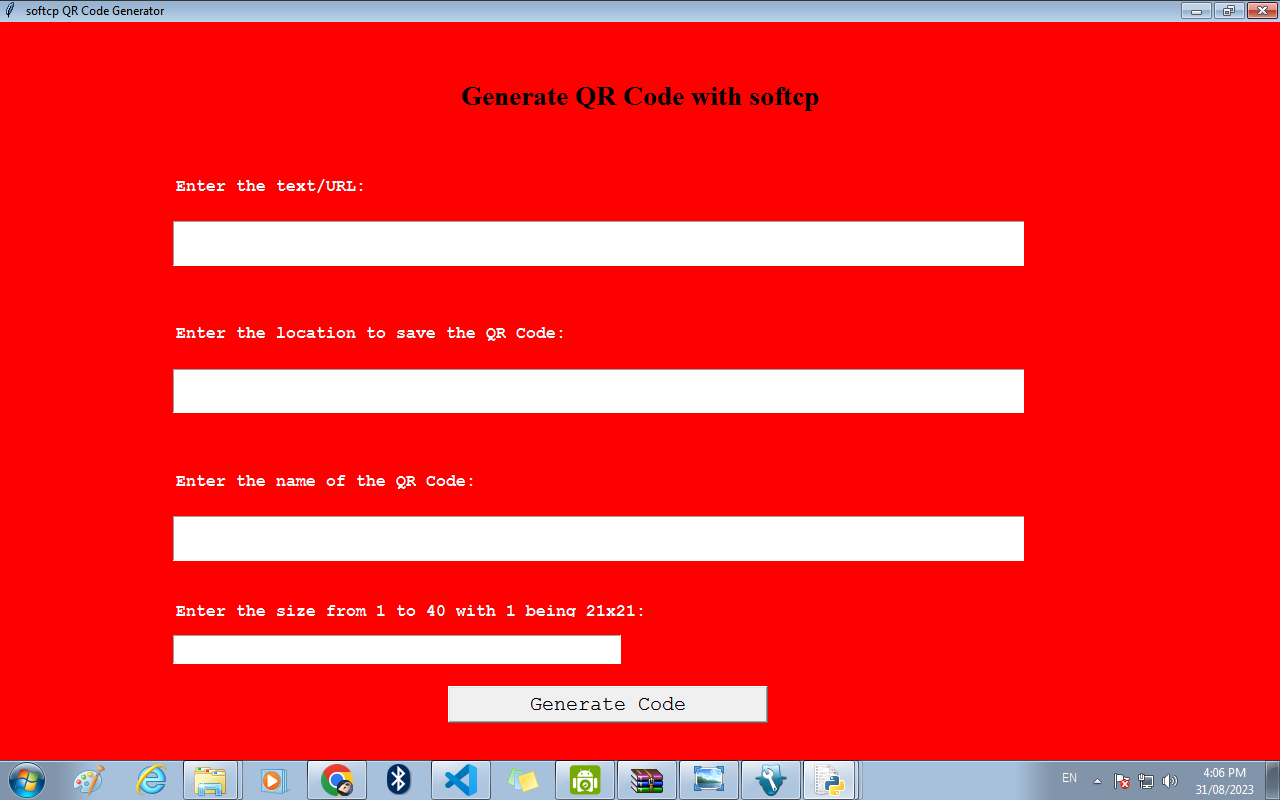 softcp QR Code Generator
Generate QR Code with softcp
Enter the text/URL:
Enter the location to save the QR Code:
Enter the name of the QR Code:
Enter the size from 1 to 40 with 1 being 21x21:
Generate Code
EN
4:06 PM
31/08/2023